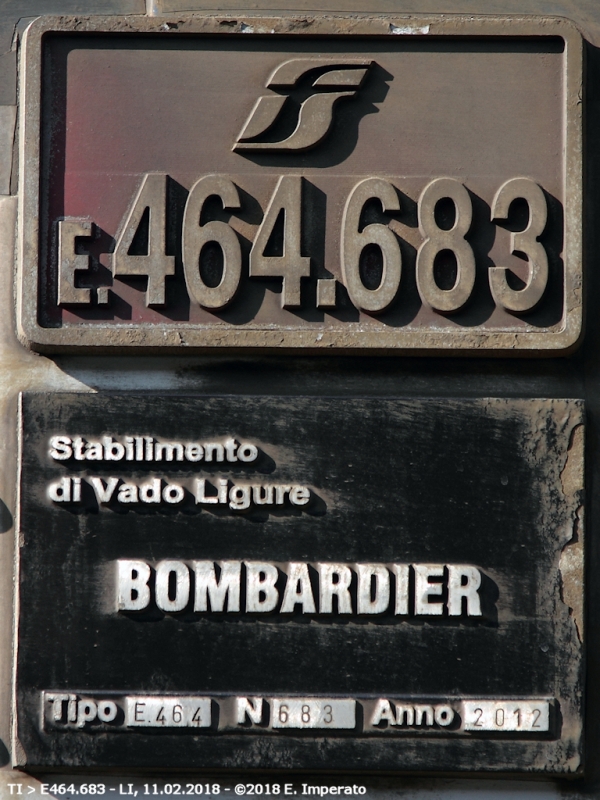 E.464.683
Stabilimento
di Vado Ligure
BOMBARDIER
Tipo E.464 N 683 Anno 2012
TI > E464.683 - LI, 11.02.2018 - ©2018 E. Imperato